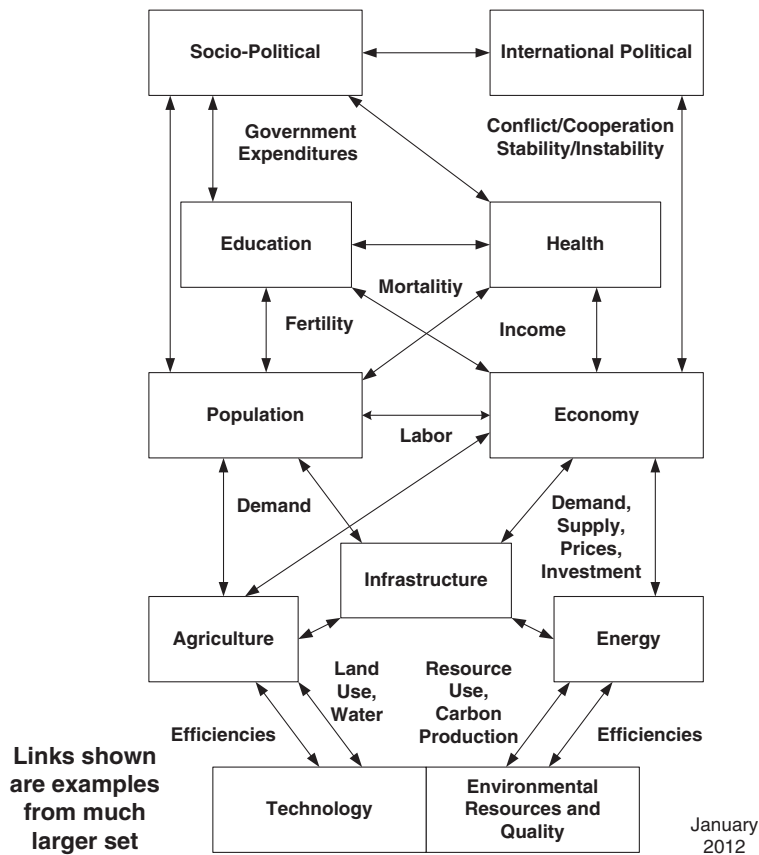 Socio-Political
International Political
Government
Expenditures
Conflict/Cooperation
Stability/Instability
Education
Health
Mortalitiy
Fertility
Income
Population
Economy
Labor
Demand
Demand,
Supply,
Prices,
Investment
Infrastructure
Agriculture
Energy
Land
Use,
Water
Resource
Use,
Carbon
Production
Efficiencies
Efficiencies
Links shown
are examples
from much
larger set
Technology
Environmental
Resources and
Quality
January
2012